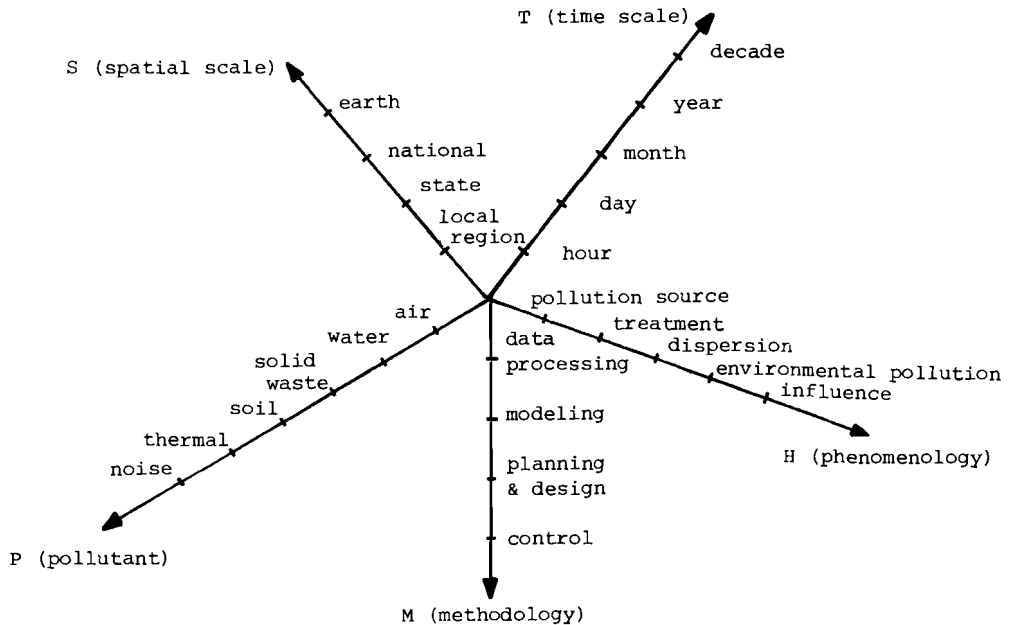 T (time scale)
decade
year
month
day
hour
S (spatial scale)
earth
national
state
local
region
pollution source
treatment
dispersion
environmental pollution
influence
H (phenomenology)
air
water
solid
waste
soil
thermal
noise
P (pollutant)
data
processing
modeling
planning
& design
control
M (methodology)